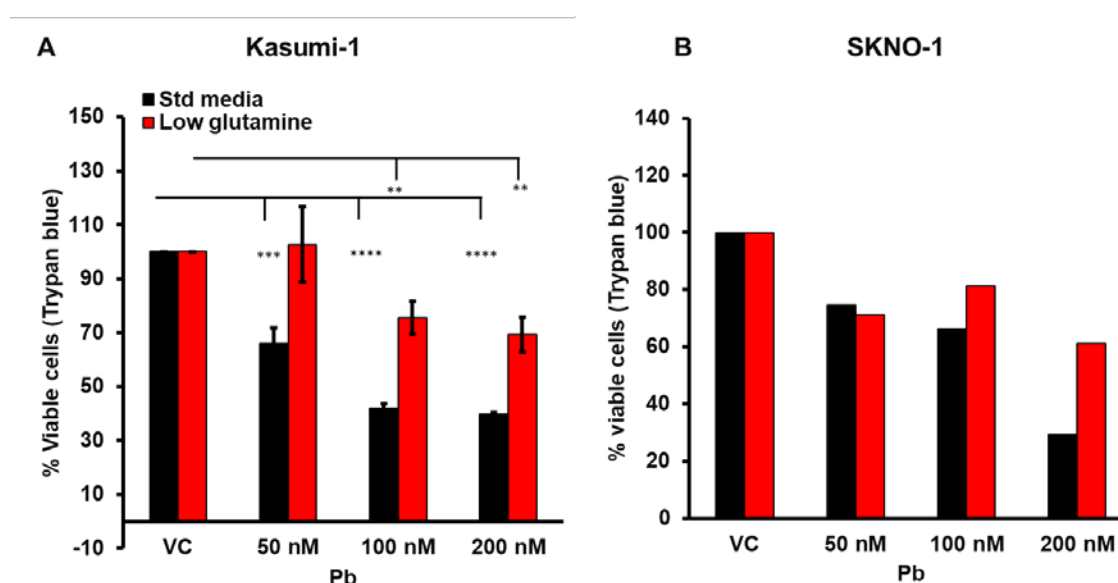 A Kasumi-1
Std media
Low glutamine
% Viable cells (Trypan blue)
150
130
110
90
70
50
30
10
-10
** **
*** **** ****
VC 50 nM 100 nM 200 nM
Pb
B SKNO-1
% viable cells (Trypan blue)
140
120
100
80
60
40
20
0
VC 50 nM 100 nM 200 nM
Pb